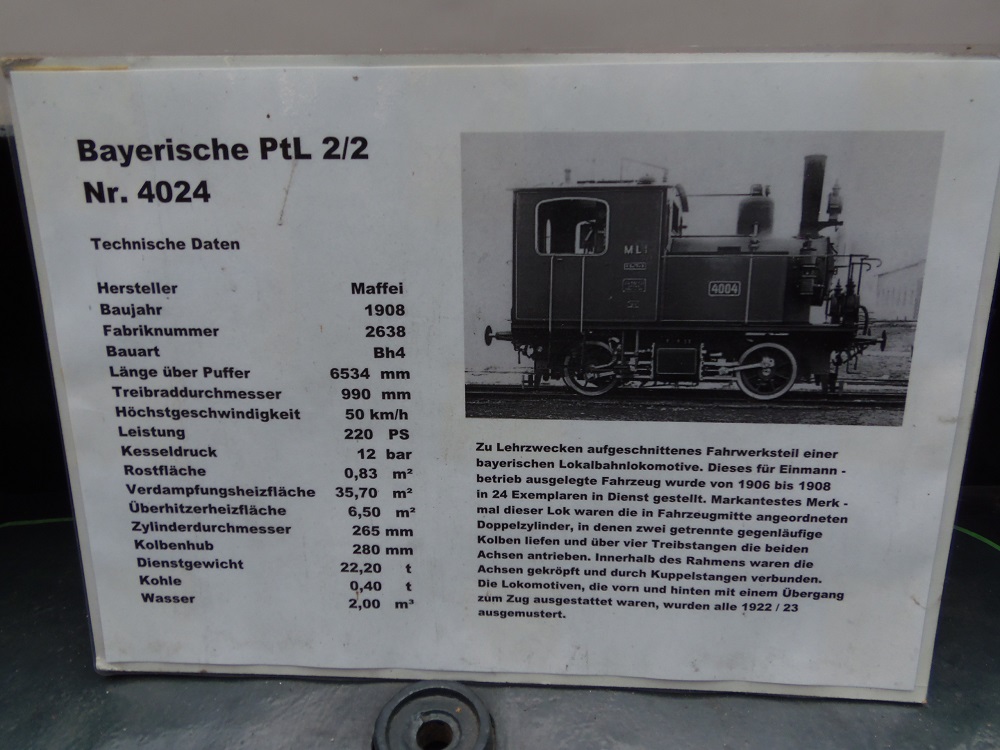 Bayerische PtL 2/2
Nr. 4024
Technische Daten
Hersteller Maffei
Baujahr 1908
Fabriknummer 2638
Bauart Bh4
Länge über Puffer 6534 mm
Treibraddurchmesser 990 mm
Höchstgeschwindigkeit 50 km/h
Leistung 220 PS
Kesseldruck 12 bar
Rostfläche 0,83 m²
Verdampfungsheizfläche 35,70 m²
Überhitzerheizfläche 6,50 m²
Zylinderdurchmesser 265 mm
Kolbenhub 280 mm
Dienstgewicht 22,20 t
Kohle 0,40 t
Wasser 2,00 m³
ML 1
4004
Zu Lehrzwecken aufgeschnittenes Fahrwerksteil einer
bayerischen Lokalbahnlokomotive. Dieses für Einmann -
betrieb ausgelegte Fahrzeug wurde von 1906 bis 1908
in 24 Exemplaren in Dienst gestellt. Markantestes Merk -
mal dieser Lok waren die in Fahrzeugmitte angeordneten
Doppelzylinder, in denen zwei getrennte gegenläufige
Kolben liefen und über vier Treibstangen die beiden
Achsen antrieben. Innerhalb des Rahmens waren die
Achsen gekröpft und durch Kuppelstangen verbunden.
Die Lokomotiven, die vorn und hinten mit einem Übergang
zum Zug ausgestattet waren, wurden alle 1922 / 23
ausgemustert.